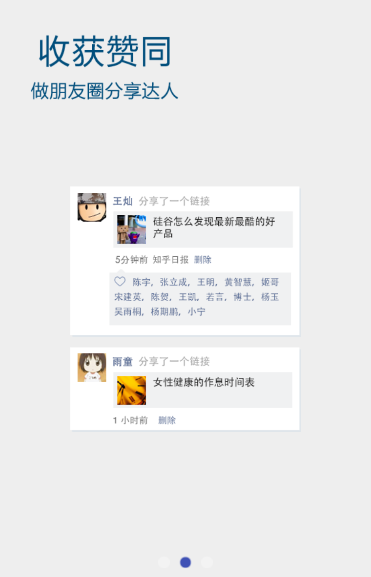 收获赞同
做朋友圈分享达人
王灿 分享了一个链接
硅谷怎么发现最新最酷的好
产品
5分钟前 知乎日报 删除
陈宇, 张立成, 王明, 黄智慧, 姬哥
宋建英, 陈贺, 王凯, 若言, 博士, 杨玉
吴雨桐, 杨期鹏, 小宁
雨童 分享了一个链接
女性健康的作息时间表
1 小时前 删除